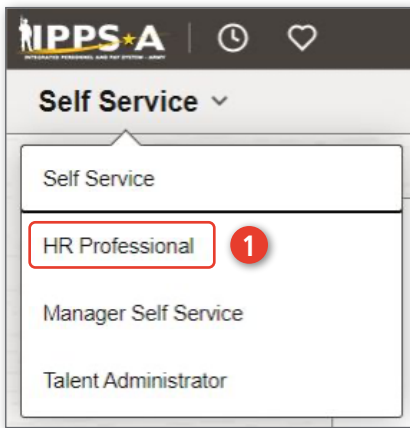 IPPS-A
INTEGRATED PERSONNEL AND PAY SYSTEM - ARMY
Self Service
Self Service
HR Professional 1
Manager Self Service
Talent Administrator